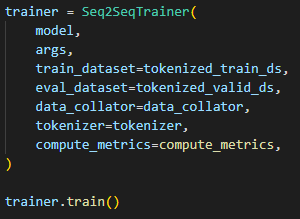 trainer = Seq2SeqTrainer(
    model,
    args,
    train_dataset=tokenized_train_ds,
    eval_dataset=tokenized_valid_ds,
    data_collator=data_collator,
    tokenizer=tokenizer,
    compute_metrics=compute_metrics,
)

trainer.train()